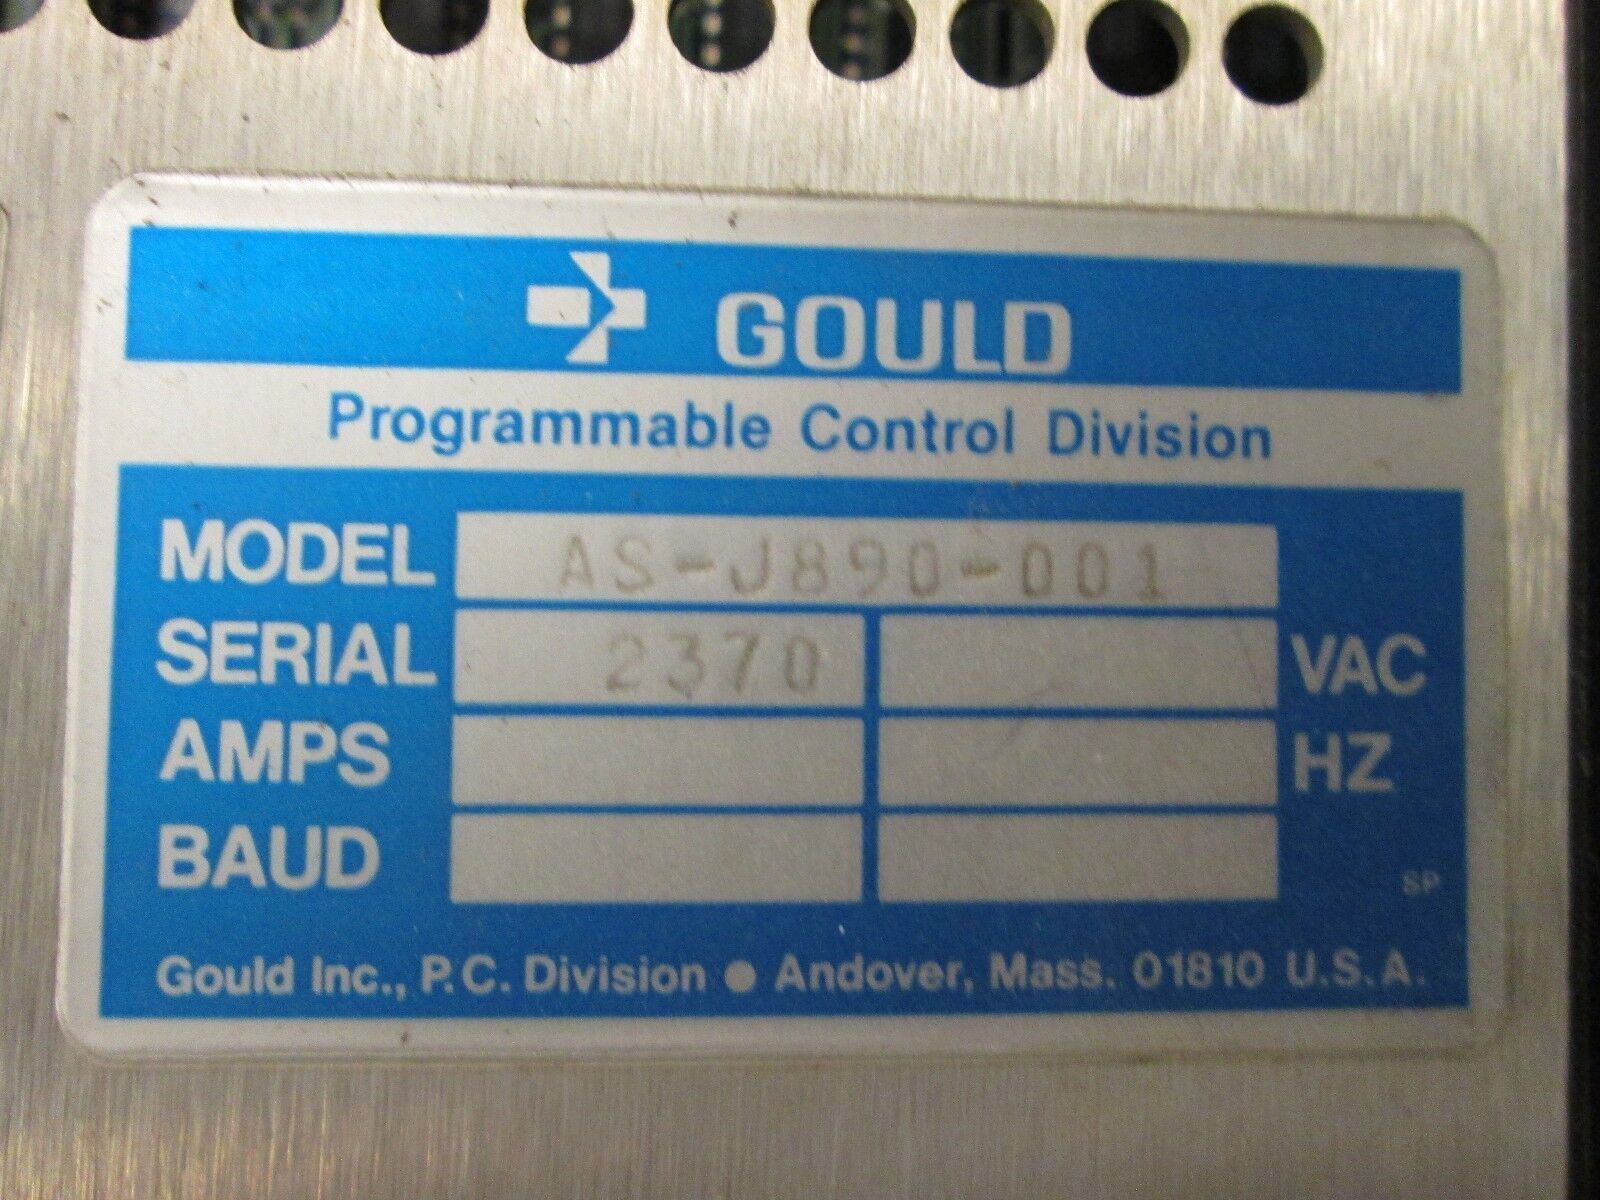 GOULD
Programmable Control Division
MODEL AS-J890-001
SERIAL 2370 VAC
AMPS HZ
BAUD
SP
Gould Inc., P.C. Division ● Andover, Mass. 01810 U.S.A.